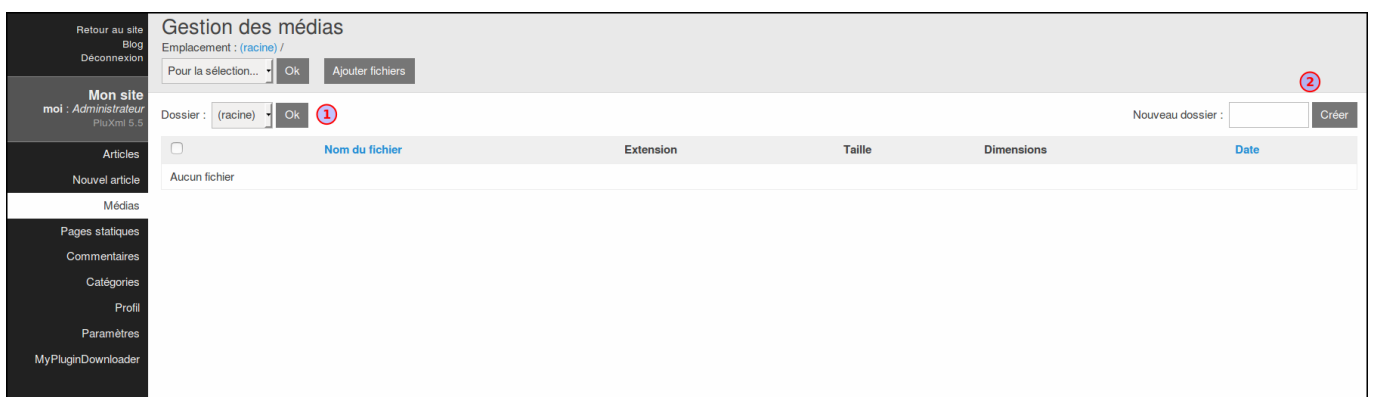 Retour au site
Blog
Déconnexion
Mon site
moi : Administrateur
PluXml 5.5
Articles
Nouvel article
Médias
Pages statiques
Commentaires
Catégories
Profil
Paramètres
MyPluginDownloader
Gestion des médias
Emplacement : (racine) /
Pour la sélection... Ok Ajouter fichiers
2
Dossier : (racine) Ok 1 Nouveau dossier : Créer
Nom du fichier Extension Taille Dimensions Date
Aucun fichier